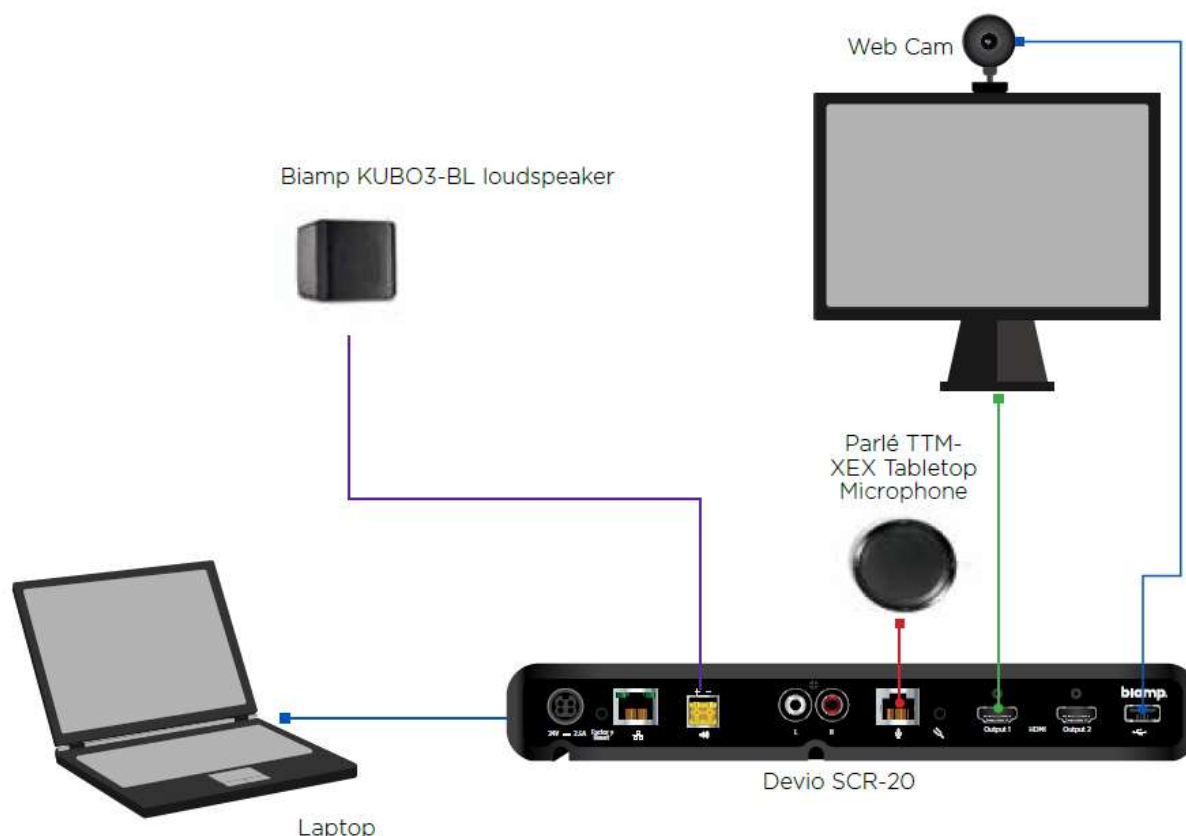 Web Cam
Biamp KUBO3-BL loudspeaker
Parlé TTM-
XEX Tabletop
Microphone
biamp.
24V 2.5A
Factory
Reset
L
R
Output 1
HDMI
Output 2
Devio SCR-20
Laptop